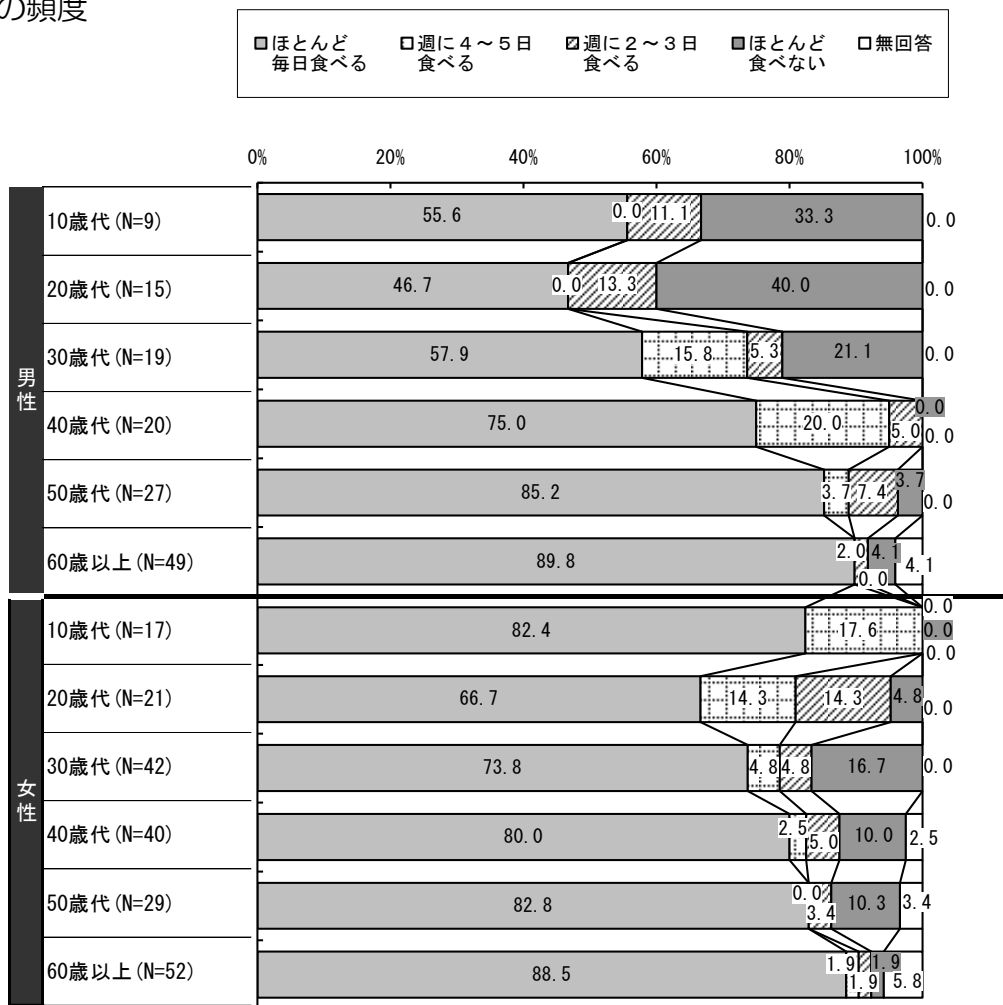 の頻度
ほとんど 週に４～５日 週に２～３日 ほとんど 無回答
毎日食べる 食べる 食べる 食べない
0% 20% 40% 60% 80% 100%
男性
10歳代(N=9) 55.6 0.0 11.1 33.3 0.0
20歳代(N=15) 46.7 0.0 13.3 40.0 0.0
30歳代(N=19) 57.9 15.8 5.3 21.1 0.0
40歳代(N=20) 75.0 20.0 5.0 0.0 0.0
50歳代(N=27) 85.2 3.7 7.4 3.7 0.0
60歳以上(N=49) 89.8 0.0 2.0 4.1 4.1
女性
10歳代(N=17) 82.4 17.6 0.0 0.0 0.0
20歳代(N=21) 66.7 14.3 14.3 4.8 0.0
30歳代(N=42) 73.8 4.8 4.8 16.7 0.0
40歳代(N=40) 80.0 2.5 5.0 10.0 2.5
50歳代(N=29) 82.8 0.0 3.4 10.3 3.4
60歳以上(N=52) 88.5 1.9 1.9 1.9 5.8